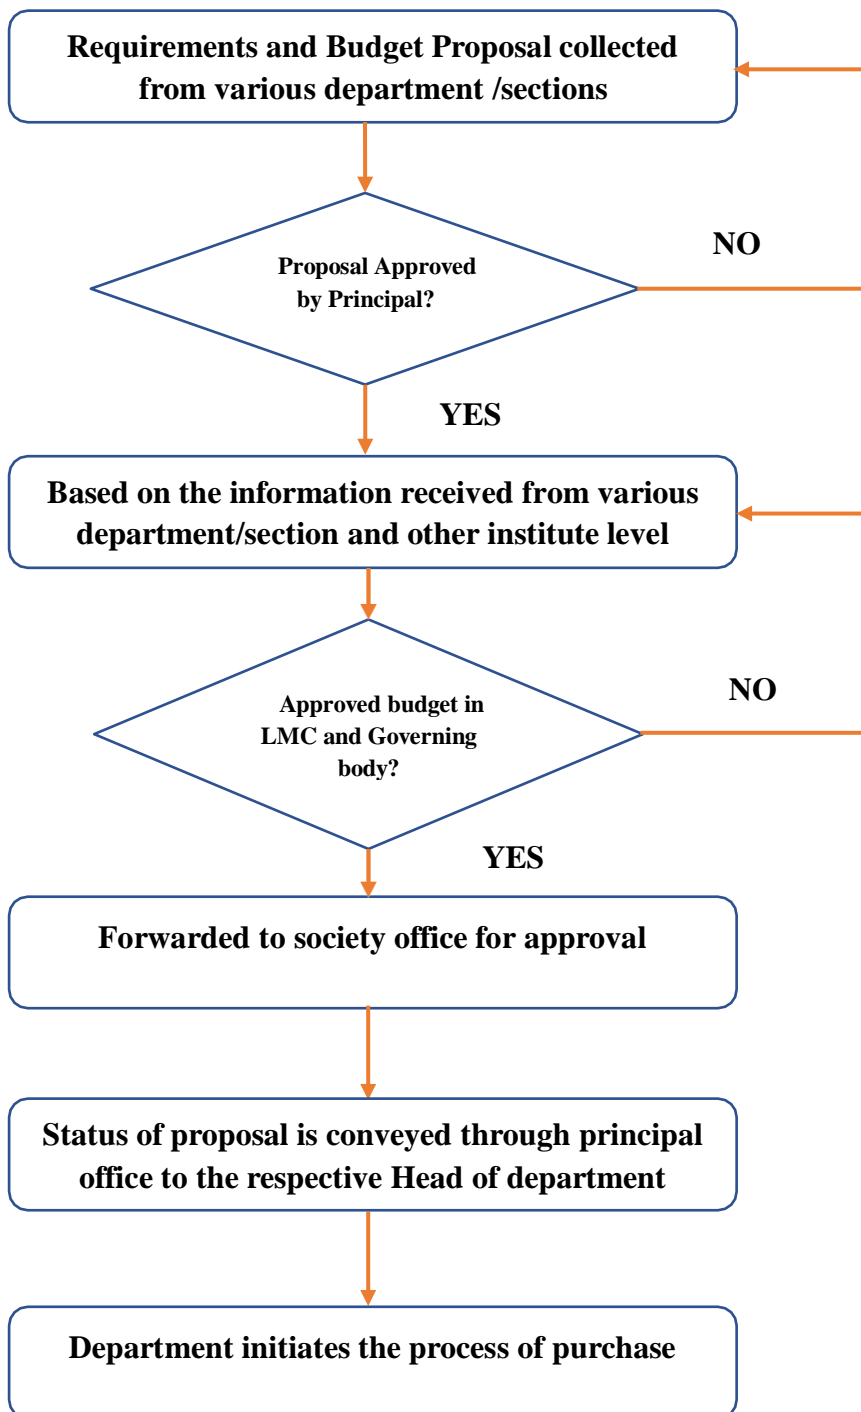 Requirements and Budget Proposal collected
from various department /sections
NO
Proposal Approved
by Principal?
YES
Based on the information received from various
department/section and other institute level
NO
Approved budget in
LMC and Governing
body?
YES
Forwarded to society office for approval
Status of proposal is conveyed through principal
office to the respective Head of department
Department initiates the process of purchase